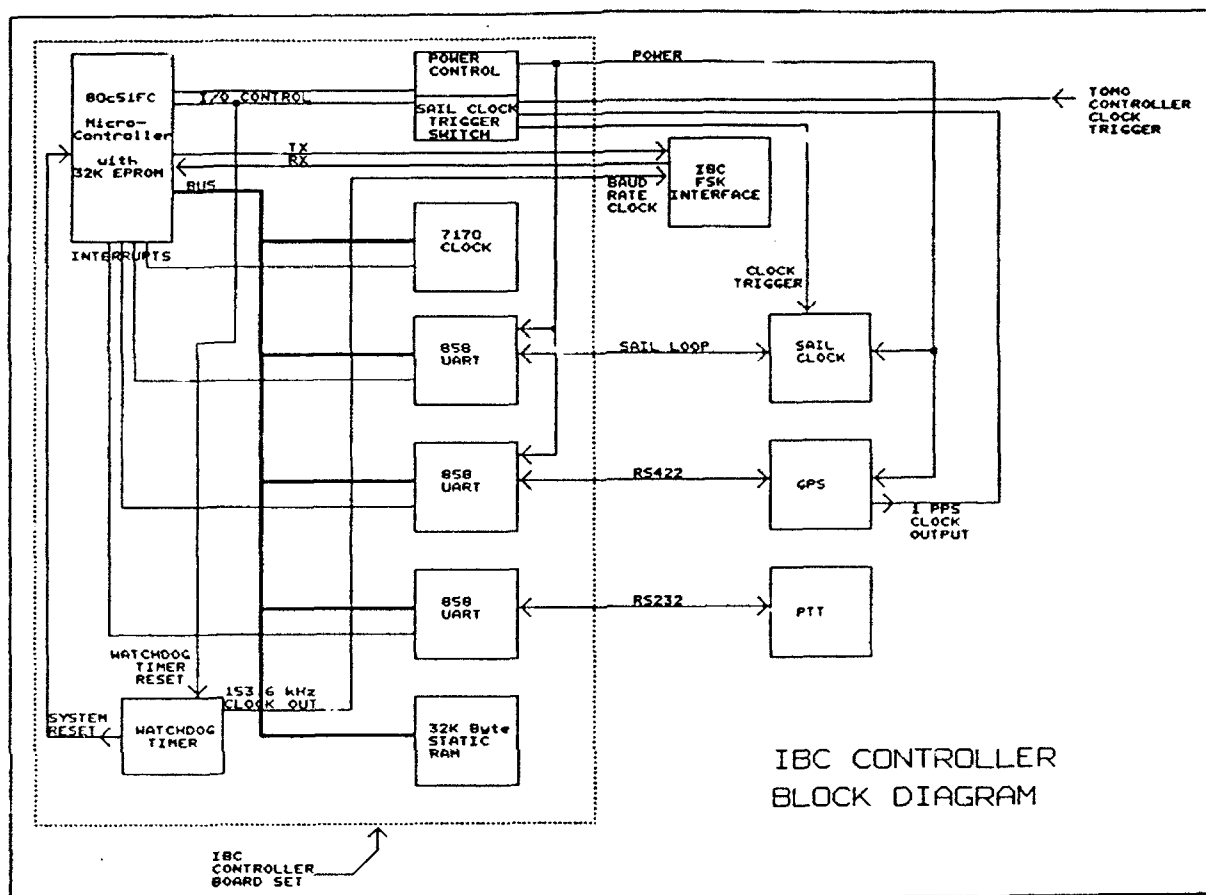 80c51FC
Micro-
Controller
with
32K EPROM
I/O CONTROL
POWER
CONTROL
SAIL CLOCK
TRIGGER
SWITCH
POWER
TOMO
CONTROLLER
CLOCK
TRIGGER
TX
RX
BUS
BAUD
RATE
CLOCK
IBC
FSK
INTERFACE
INTERRUPTS
7170
CLOCK
CLOCK
TRIGGER
858
UART
SAIL LOOP
SAIL
CLOCK
858
UART
RS422
GPS
1 PPS
CLOCK
OUTPUT
858
UART
RS232
PTT
WATCHDOG
TIMER
RESET
153.6 kHz
CLOCK OUT
SYSTEM
RESET
WATCHDOG
TIMER
32K Byte
STATIC
RAM
IBC CONTROLLER
BLOCK DIAGRAM
IBC
CONTROLLER
BOARD SET